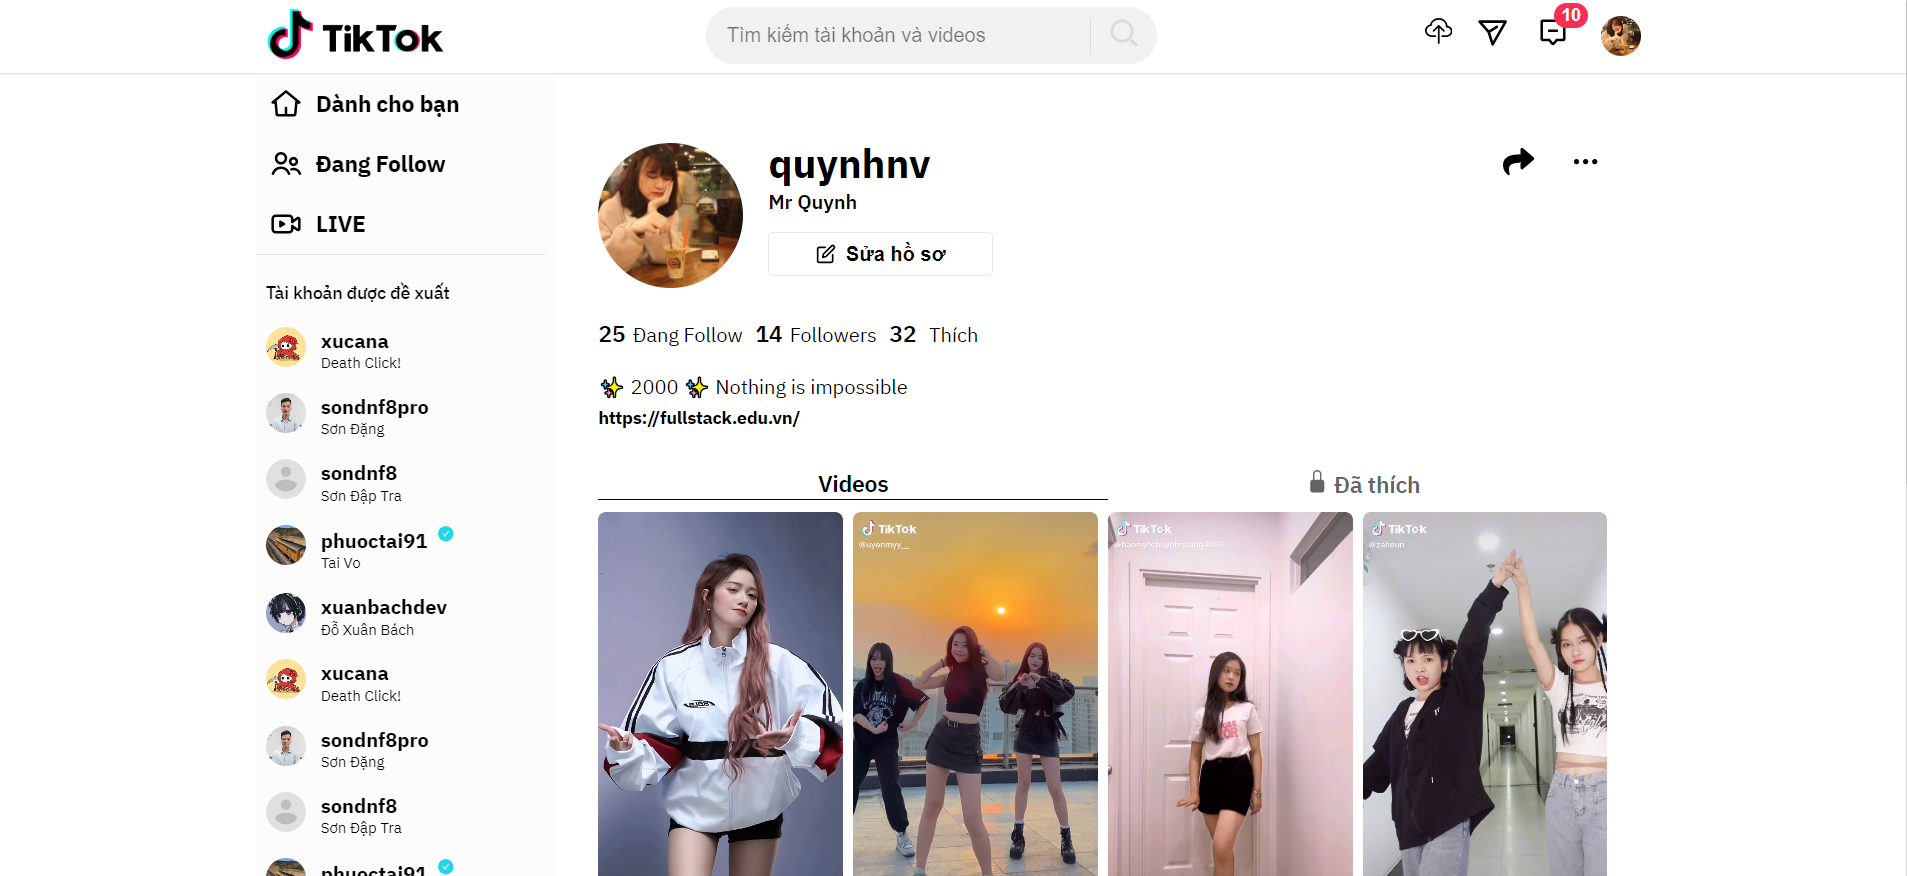 TikTok
Tìm kiếm tài khoản và videos
10
Dành cho bạn
Đang Follow
LIVE
Tài khoản được đề xuất
xucana
Death Click!
sondnf8pro
Sơn Đặng
sondnf8
Sơn Đập Tra
phuoctai91
Tai Vo
xuanbachdev
Đỗ Xuân Bách
xucana
Death Click!
sondnf8pro
Sơn Đặng
sondnf8
Sơn Đập Tra
phuoctai91
quynhnv
Mr Quynh
Sửa hồ sơ
25 Đang Follow 14 Followers 32 Thích
✨ 2000 ✨ Nothing is impossible
https://fullstack.edu.vn/
Videos
Đã thích
TikTok
@uyenmyy__
TikTok
TikTok
@zaheun